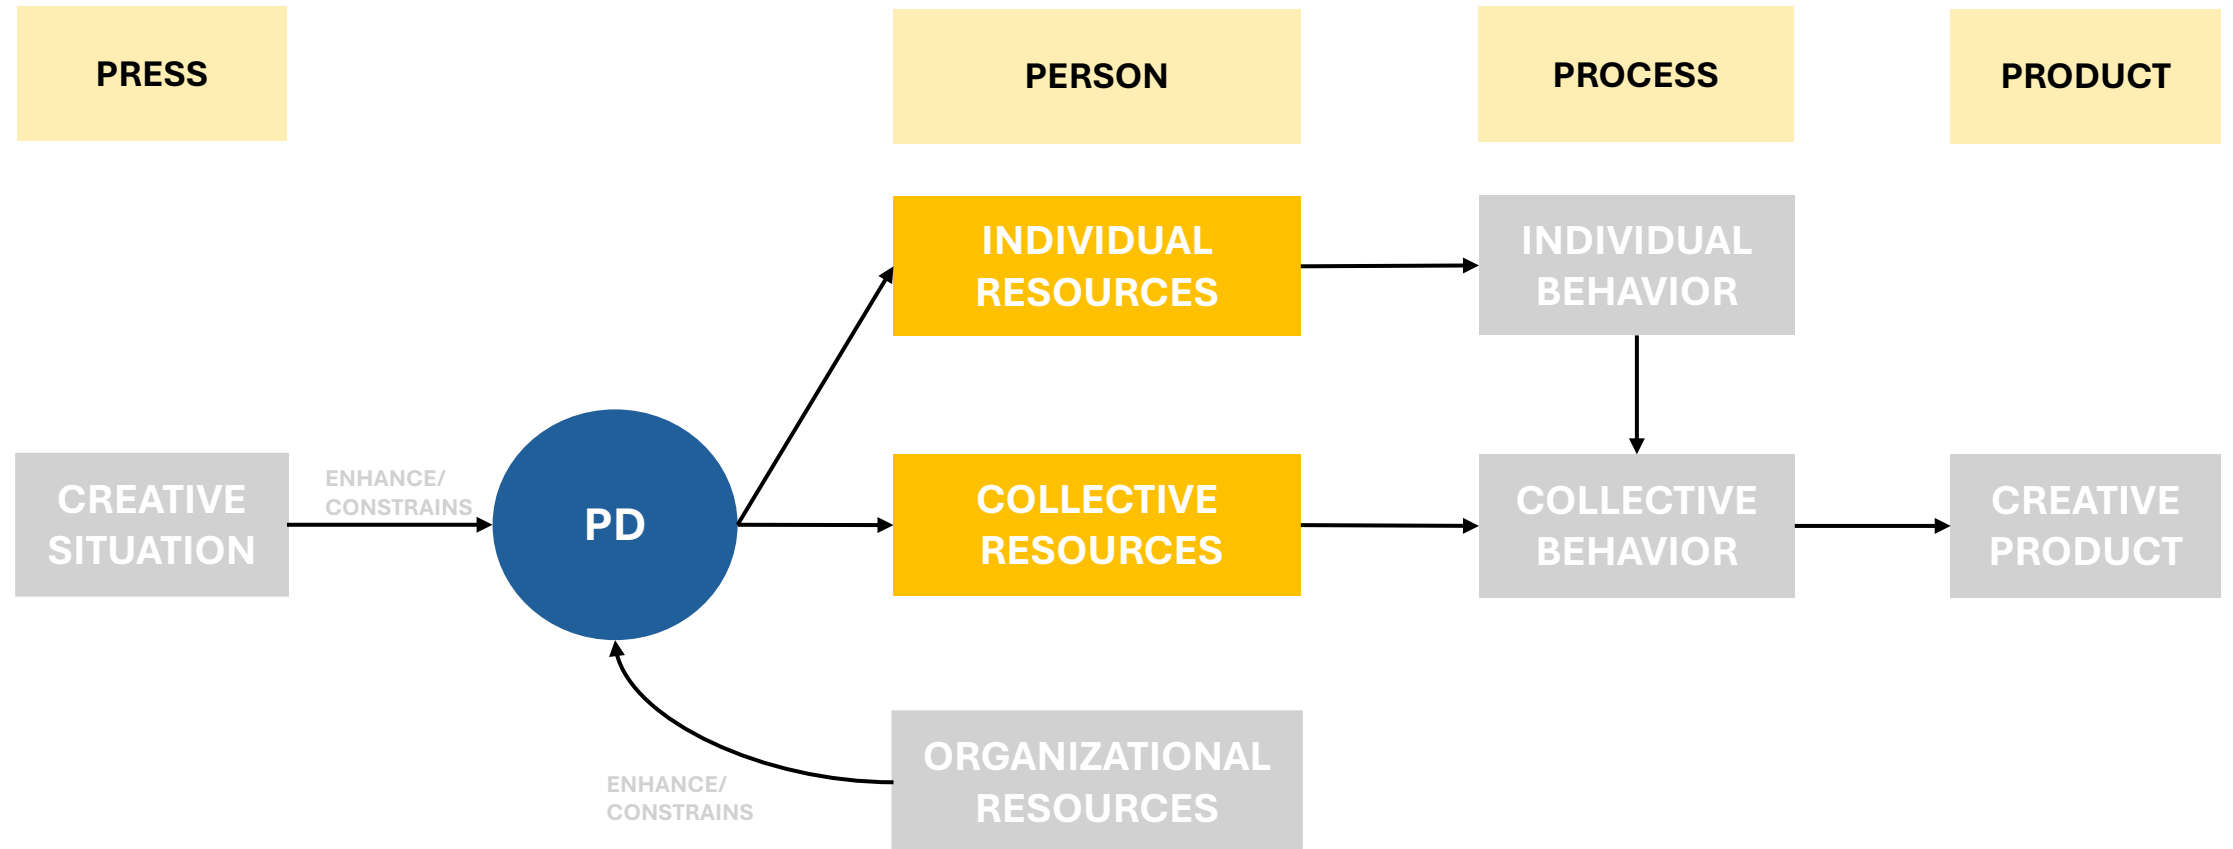 PRESS
PERSON
PROCESS
PRODUCT
INDIVIDUAL
RESOURCES
INDIVIDUAL
BEHAVIOR
CREATIVE
SITUATION
ENHANCE/
CONSTRAINS
PD
COLLECTIVE
RESOURCES
COLLECTIVE
BEHAVIOR
CREATIVE
PRODUCT
ENHANCE/
CONSTRAINS
ORGANIZATIONAL
RESOURCES